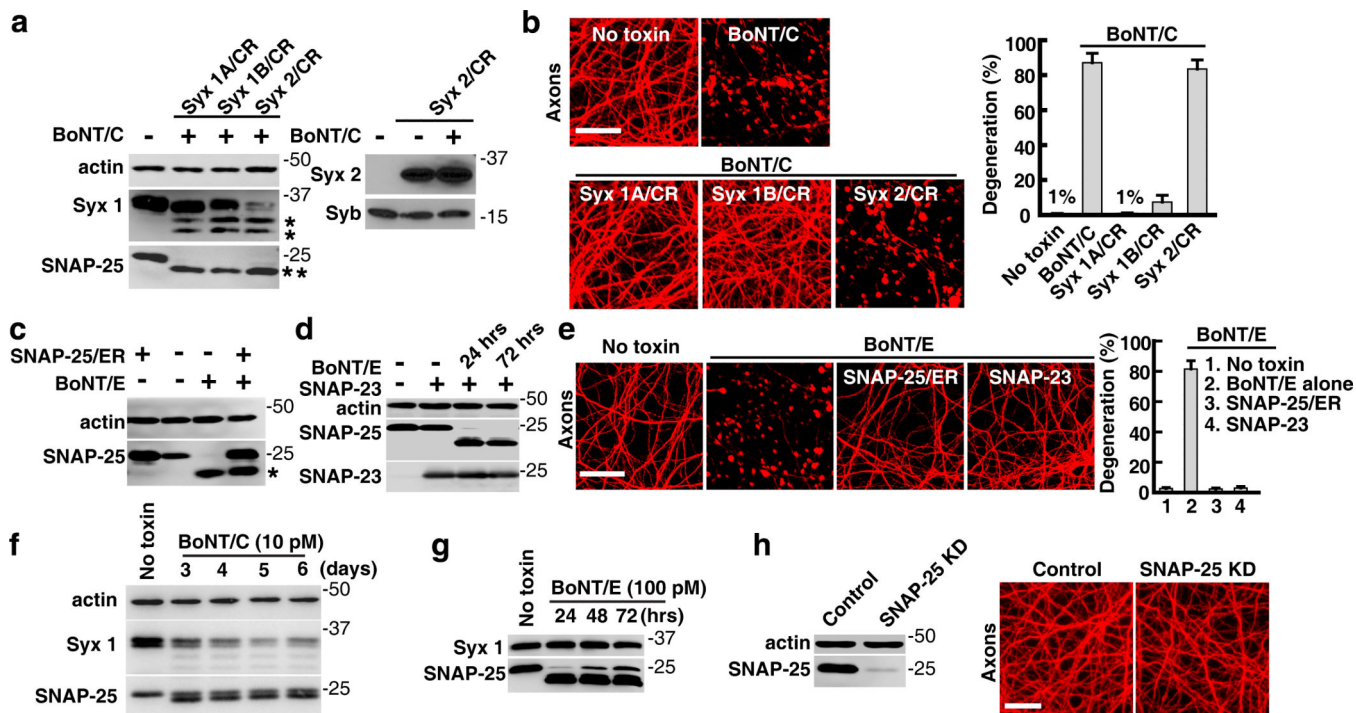 a
Syx 1A/CR
Syx 1B/CR
Syx 2/CR
BoNT/C - + + +
actin
-50
Syx 1
-37
*
*
SNAP-25
-25
**
Syx 2/CR
BoNT/C - - +
Syx 2
-37
Syb
-15
b
Axons
No toxin
BoNT/C
BoNT/C
Syx 1A/CR
Syx 1B/CR
Syx 2/CR
BoNT/C
Degeneration (%)
100
80
60
40
20
0
1%
1%
No toxin
BoNT/C
Syx 1A/CR
Syx 1B/CR
Syx 2/CR
c
SNAP-25/ER + - - +
BoNT/E - - + +
actin
-50
SNAP-25
-25
*
d
24 hrs
72 hrs
BoNT/E - -
SNAP-23 - + + +
actin
-50
SNAP-25
-25
SNAP-23
-25
e
Axons
No toxin
BoNT/E
SNAP-25/ER
SNAP-23
BoNT/E
Degeneration (%)
100
80
60
40
20
0
1. No toxin
2. BoNT/E alone
3. SNAP-25/ER
4. SNAP-23
1 2 3 4
f
No toxin
BoNT/C (10 pM)
3 4 5 6 (days)
actin
-50
Syx 1
-37
SNAP-25
-25
g
No toxin
BoNT/E (100 pM)
24 48 72 (hrs)
Syx 1
-37
SNAP-25
-25
h
Control
SNAP-25 KD
actin
-50
SNAP-25
-25
Axons
Control
SNAP-25 KD